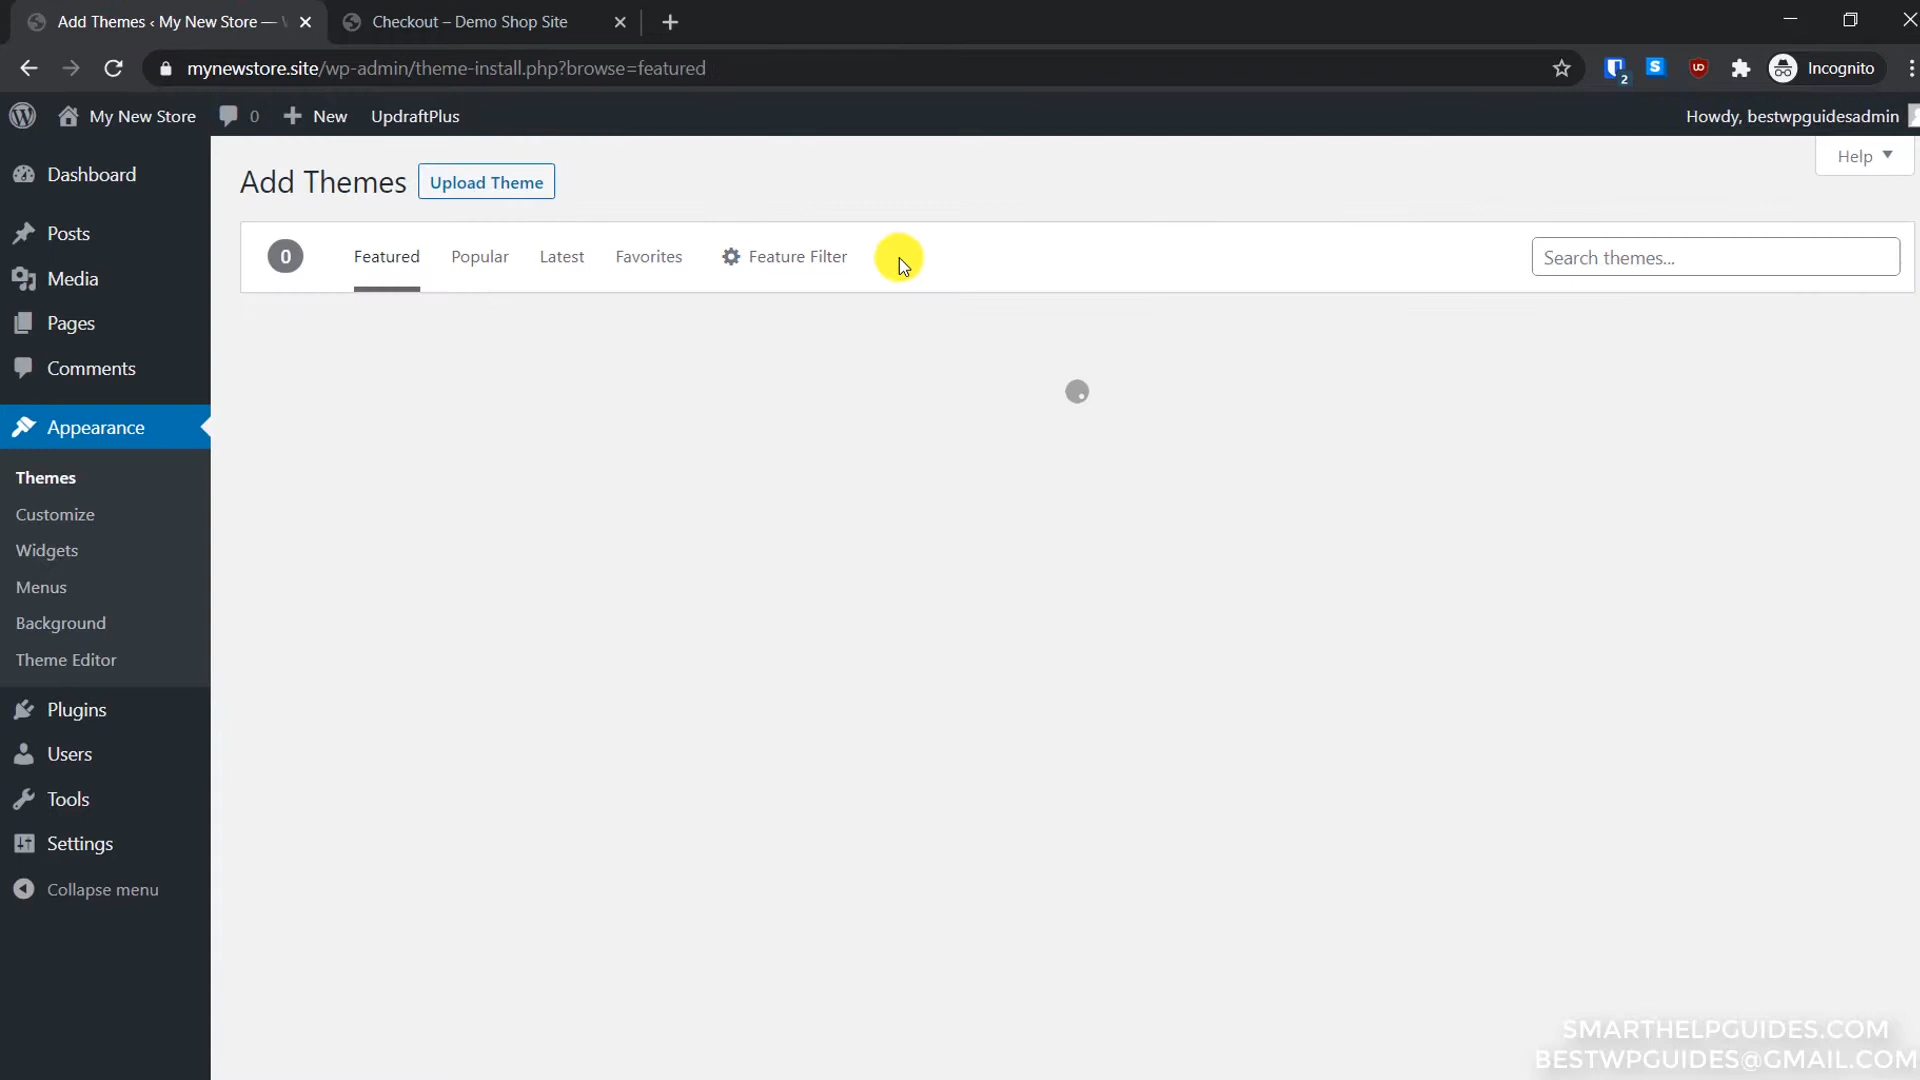 Add Themes ‹ My New Store —
Checkout – Demo Shop Site
mynewstore.site/wp-admin/theme-install.php?browse=featured
2
S
Incognito
My New Store
0
New
UpdraftPlus
Howdy, bestwpguidesadmin
Dashboard
Posts
Media
Pages
Comments
Appearance
Themes
Customize
Widgets
Menus
Background
Theme Editor
Plugins
Users
Tools
Settings
Collapse menu
Add Themes
Upload Theme
Help
0
Featured
Popular
Latest
Favorites
Feature Filter
Search themes...
SMARTHELPGUIDES.COM
BESTWPGUIDES@GMAIL.COM